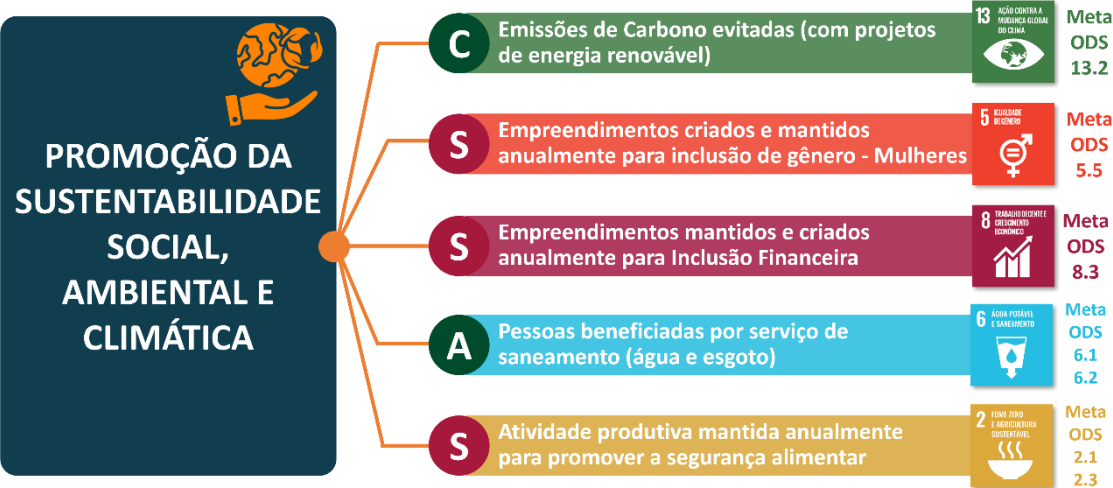 PROMOÇÃO DA
SUSTENTABILIDADE
SOCIAL,
AMBIENTAL E
CLIMÁTICA
C
Emissões de Carbono evitadas (com projetos
de energia renovável)
13 AÇÃO CONTRA A
MUDANÇA GLOBAL
DO CLIMA
Meta
ODS
13.2
S
Empreendimentos criados e mantidos
anualmente para inclusão de gênero - Mulheres
5 IGUALDADE
DE GÊNERO
Meta
ODS
5.5
S
Empreendimentos mantidos e criados
anualmente para Inclusão Financeira
8 TRABALHO DECENTE E
CRESCIMENTO
ECONÔMICO
Meta
ODS
8.3
A
Pessoas beneficiadas por serviço de
saneamento (água e esgoto)
6 ÁGUA POTÁVEL
E SANEAMENTO
Meta
ODS
6.1
6.2
S
Atividade produtiva mantida anualmente
para promover a segurança alimentar
2 FOME ZERO
E AGRICULTURA
SUSTENTÁVEL
Meta
ODS
2.1
2.3